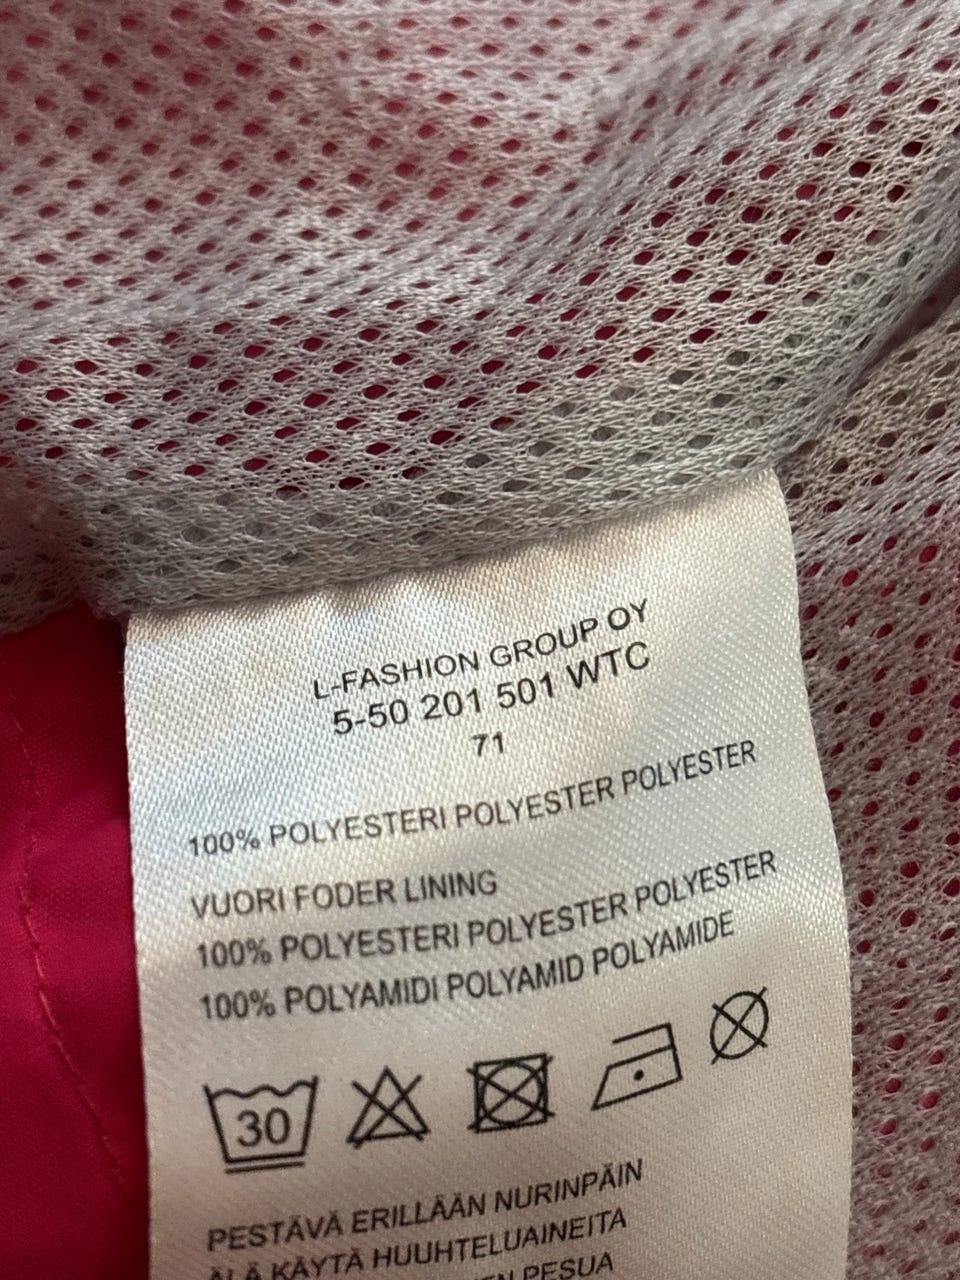 L-FASHION GROUP OY
5-50 201 501 WTC
71
100% POLYESTERI POLYESTER POLYESTER
VUORI FODER LINING
100% POLYESTERI POLYESTER POLYESTER
100% POLYAMIDI POLYAMID POLYAMIDE
30
PESTÄVÄ ERILLÄÄN NURINPÄIN
ÄLÄ KÄYTÄ HUUHTELUAINEITA
PESUA